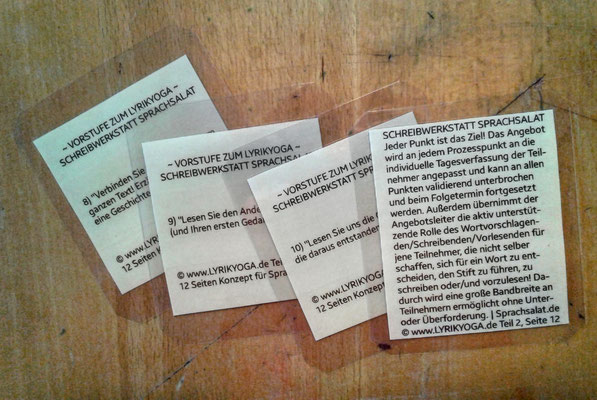 ~ VORSTUFE ZUM LYRIKYOGA ~
SCHREIBWERKSTATT SPRACHSALAT
8) "Verbinden Sie
ganzen Text! Erz
eine Geschichte
© www.LYRIKYOGA
12 Seiten Konzept
~ VORSTUFE ZUM LYRIKYOGA ~
SCHREIBWERKSTATT SPRACHSALAT
9) "Lesen Sie den Ande
(und Ihren ersten Geda
© www.LYRIKYOGA.de Teil
12 Seiten Konzept für Spra
~ VORSTUFE ZUM LYRIKYOGA
SCHREIBWERKSTATT SPRACHSA
10) "Lesen Sie uns die
die daraus entstander
© www.LYRIKYOGA.de
12 Seiten Konzept
SCHREIBWERKSTATT SPRACHSALAT
Jeder Punkt ist das Ziel! Das Angebot
wird an jedem Prozesspunkt an die
individuelle Tagesverfassung der Teil-
nehmer angepasst und kann an allen
Punkten validierend unterbrochen
und beim Folgetermin fortgesetzt
werden. Außerdem übernimmt der
Angebotsleiter die aktiv unterstüt-
zende Rolle des Wortvorschlagen-
den/Schreibenden/Vorlesenden für
jene Teilnehmer, die nicht selber
schaffen, sich für ein Wort zu ent-
scheiden, den Stift zu führen, zu
schreiben oder/und vorzulesen! Da-
durch wird eine große Bandbreite an
Teilnehmern ermöglicht ohne Unter-
oder Überforderung. | Sprachsalat.de
© www.LYRIKYOGA.de Teil 2, Seite 12